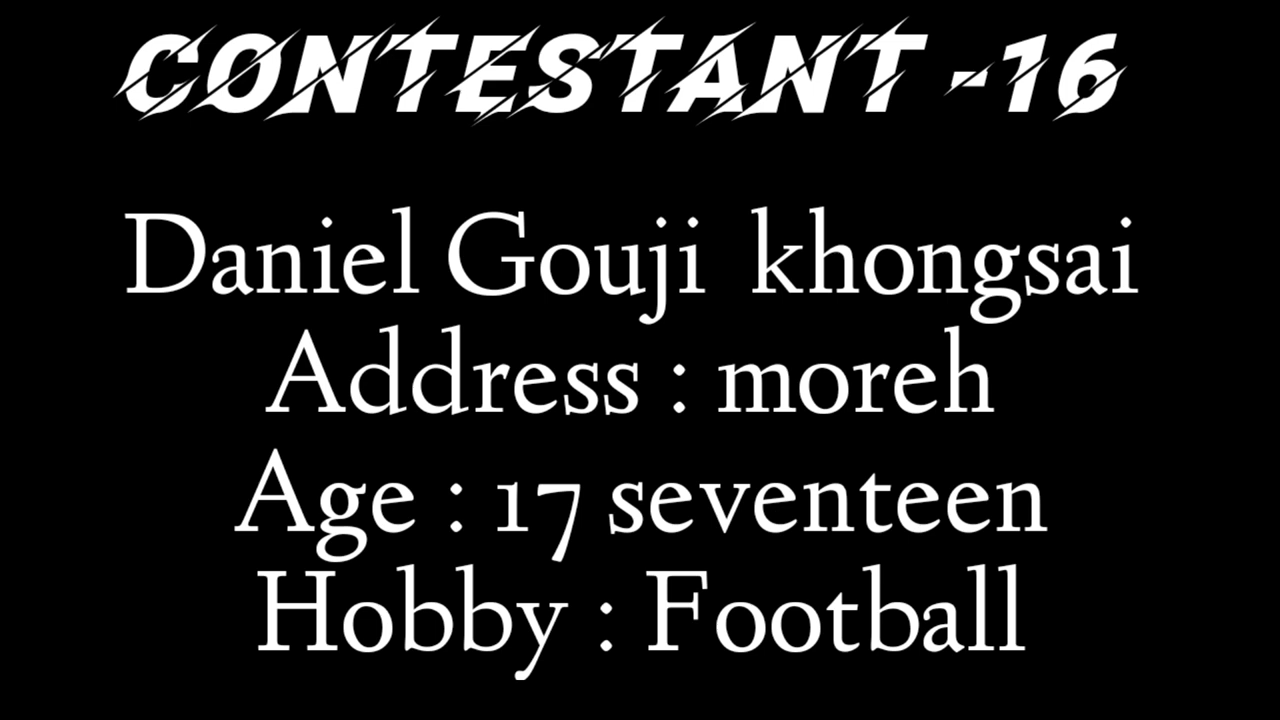 CONTESTANT -16
Daniel Gouji khongsai
Address : moreh
Age : 17 seventeen
Hobby : Football